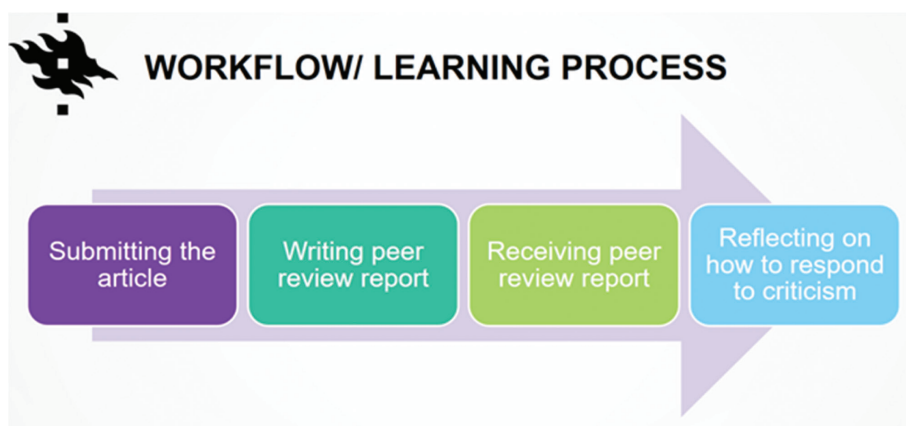 WORKFLOW/ LEARNING PROCESS
Submitting the
article
Writing peer
review report
Receiving peer
review report
Reflecting on
how to respond
to criticism